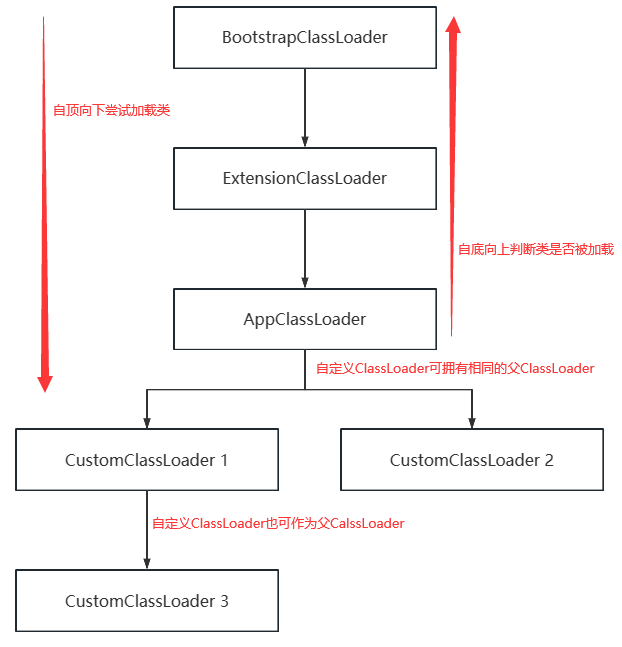 BootstrapClassLoader
自顶向下尝试加载类
ExtensionClassLoader
自底向上判断类是否被加载
AppClassLoader
自定义ClassLoader可拥有相同的父ClassLoader
CustomClassLoader 1
CustomClassLoader 2
自定义ClassLoader也可作为父CalssLoader
CustomClassLoader 3